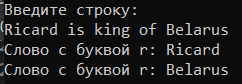 Введите строку:
Ricard is king of Belarus
Слово с буквой r: Ricard
Слово с буквой r: Belarus